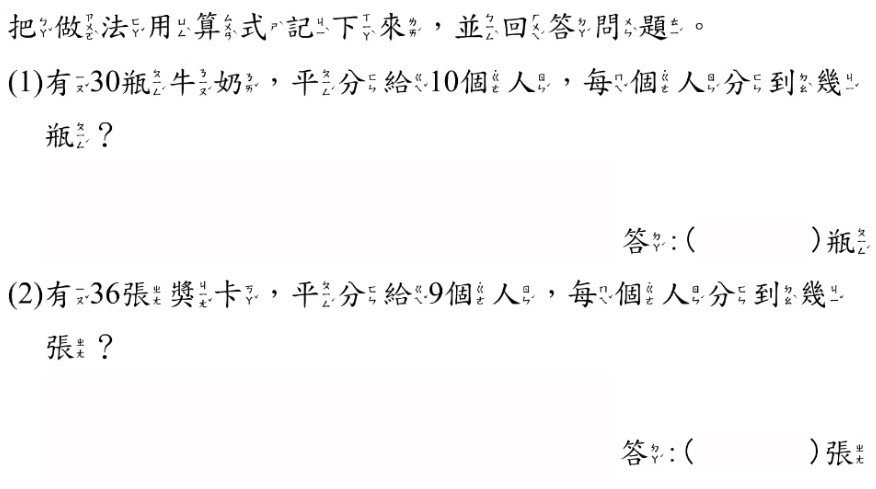 把做法用算式記下來，並回答問題。
(1)有30瓶牛奶，平分給10個人，每個人分到幾
瓶？
答：(          )瓶
(2)有36張獎卡，平分給9個人，每個人分到幾
張？
答：(          )張